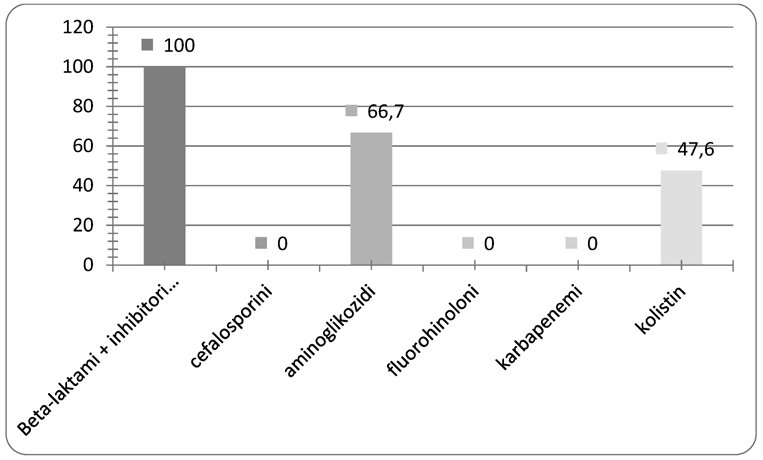 120
100
100
80
66,7
60
47,6
40
20
0
0
0
0
Beta-laktami + inhibitori...
cefalosporini
aminoglikozidi
fluorohinoloni
karbapenemi
kolistin